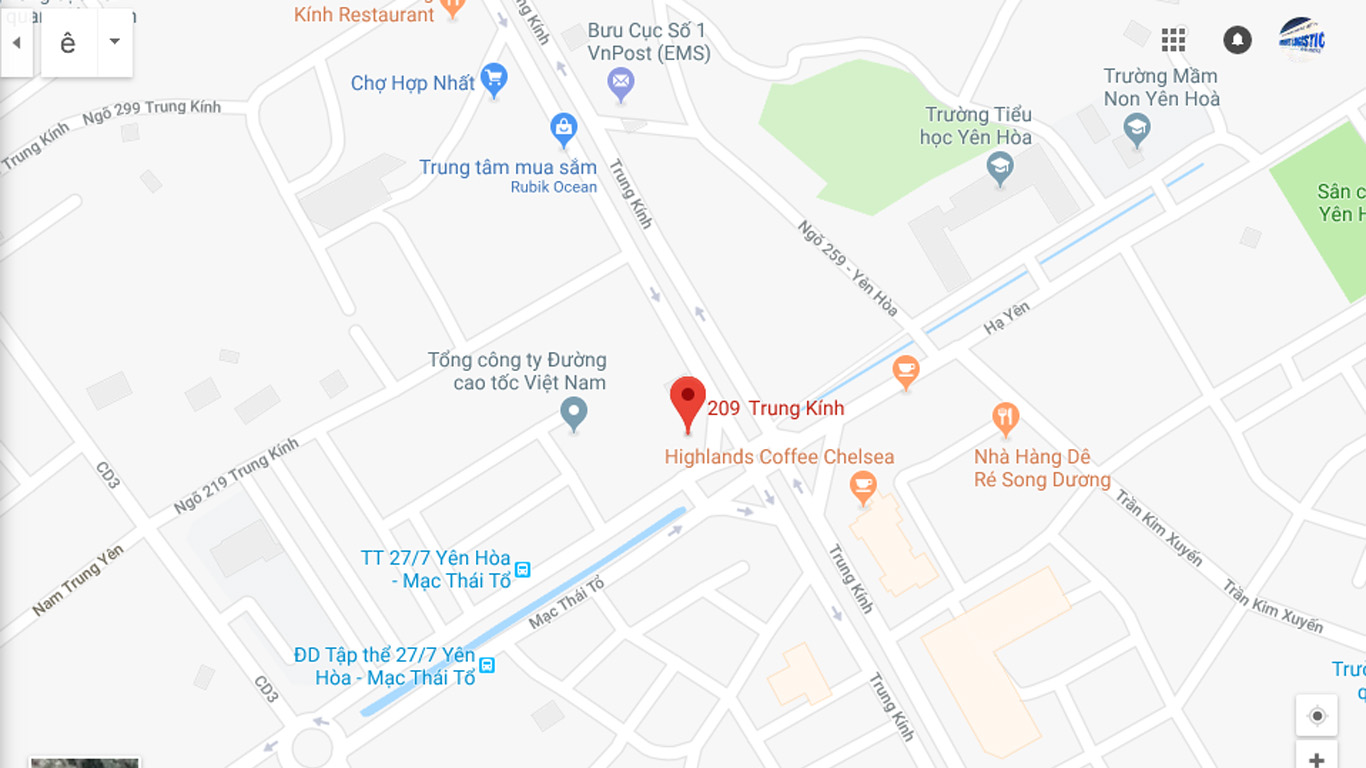 Kính Restaurant
ê
Bưu Cục Số 1
VnPost (EMS)
Chợ Hợp Nhất
Trường Mầm
Non Yên Hoà
Trường Tiểu
học Yên Hòa
Ngõ 299 Trung Kính
Trung Kính
Trung tâm mua sắm
Rubik Ocean
Trung Kính
Sân c
Yên H
Ngõ 259 - Yên Hòa
Hạ Yên
Tổng công ty Đường
cao tốc Việt Nam
209 Trung Kính
Highlands Coffee Chelsea
Nhà Hàng Dê
Ré Song Dương
Ngõ 219 Trung Kính
CD3
Trần Kim Xuyến
Nam Trung Yên
TT 27/7 Yên Hòa
- Mạc Thái Tổ
Mạc Thái Tổ
Trung Kính
Trần Kim Xuyến
ĐD Tập thể 27/7 Yên
Hòa - Mạc Thái Tổ
CD3
Trung Kính